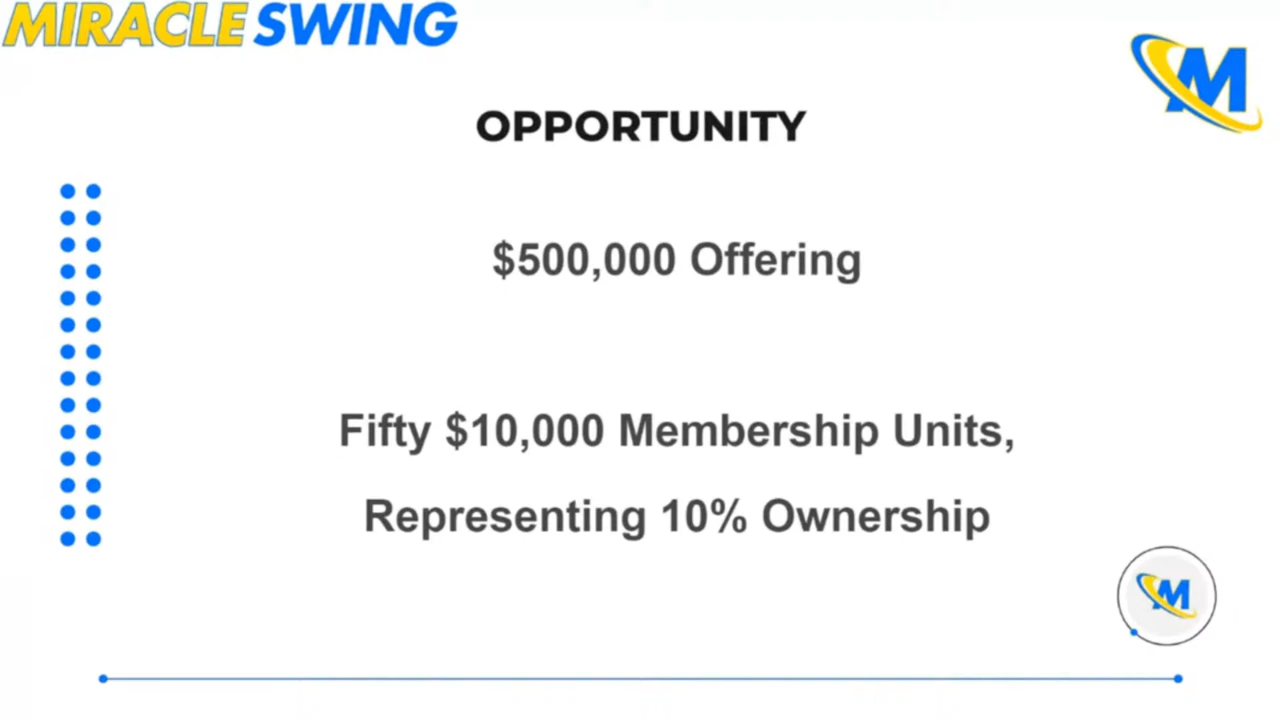 MIRACLE SWING
M
OPPORTUNITY
$500,000 Offering
Fifty $10,000 Membership Units,
Representing 10% Ownership
M